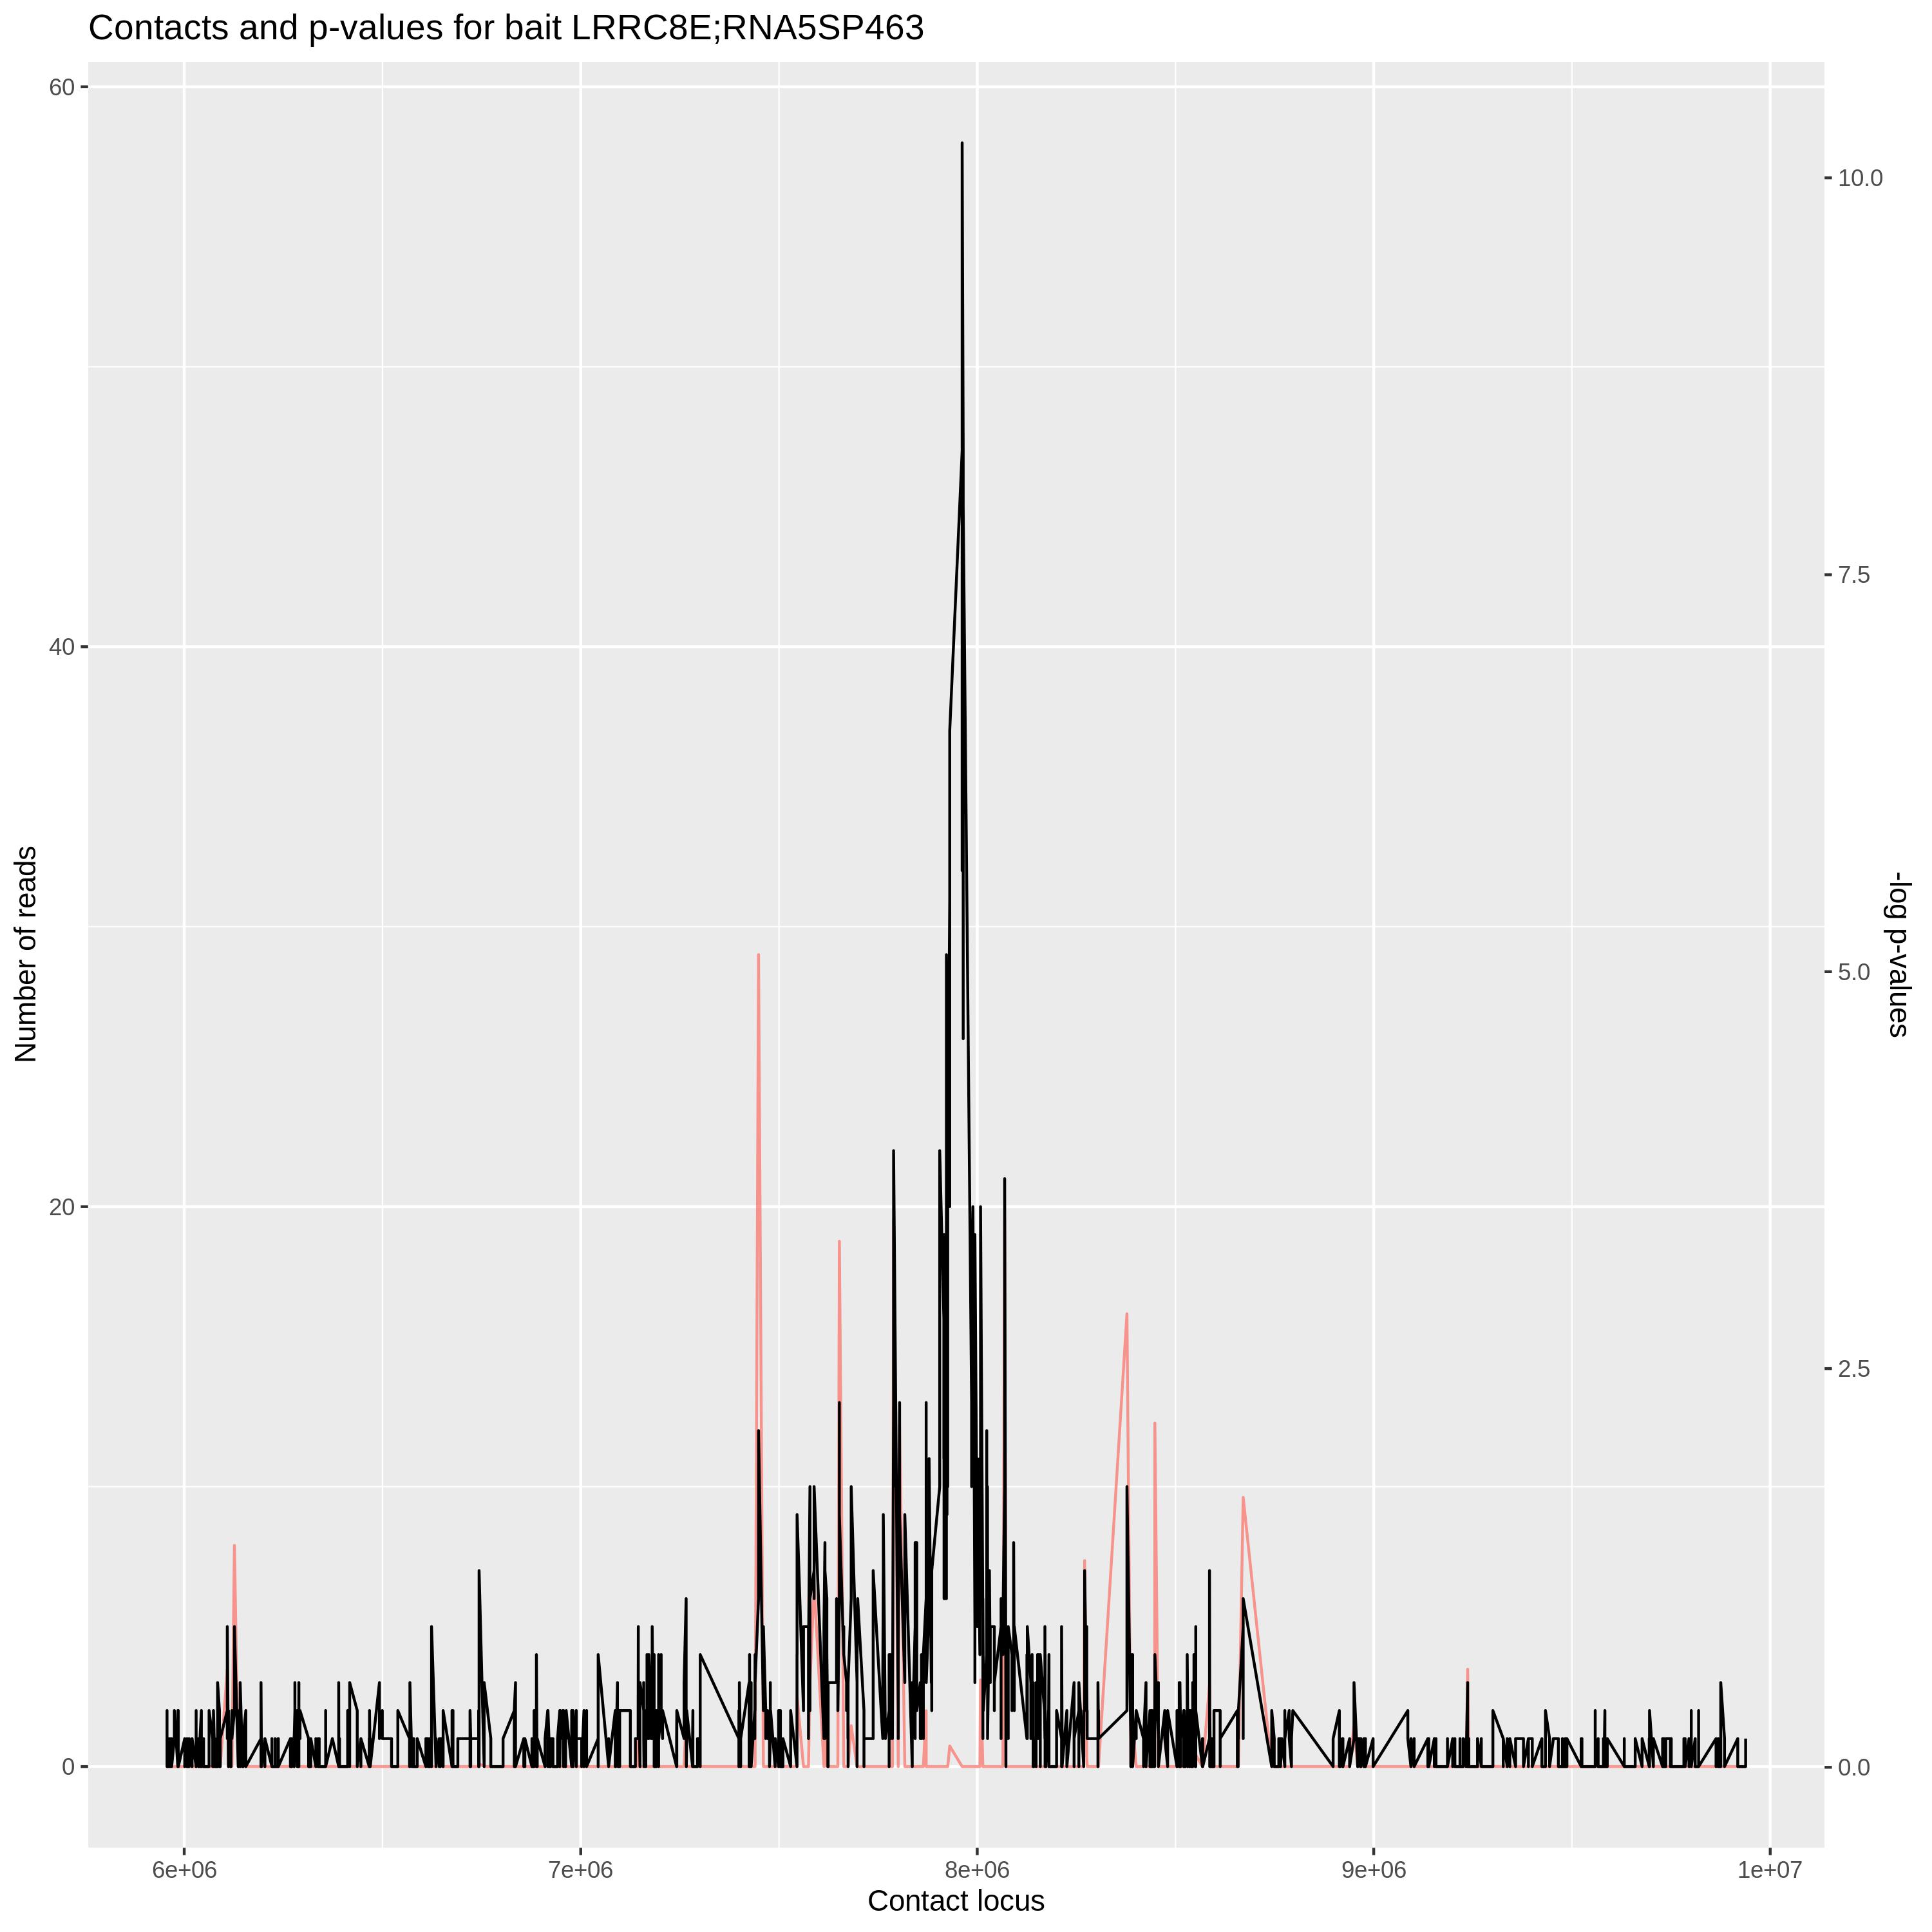 Contacts and p-values for bait LRRC8E;RNA5SP463
60
40
20
0
Number of reads
10.0
7.5
5.0
2.5
0.0
-log p-values
6e+06
7e+06
8e+06
9e+06
1e+07
Contact locus